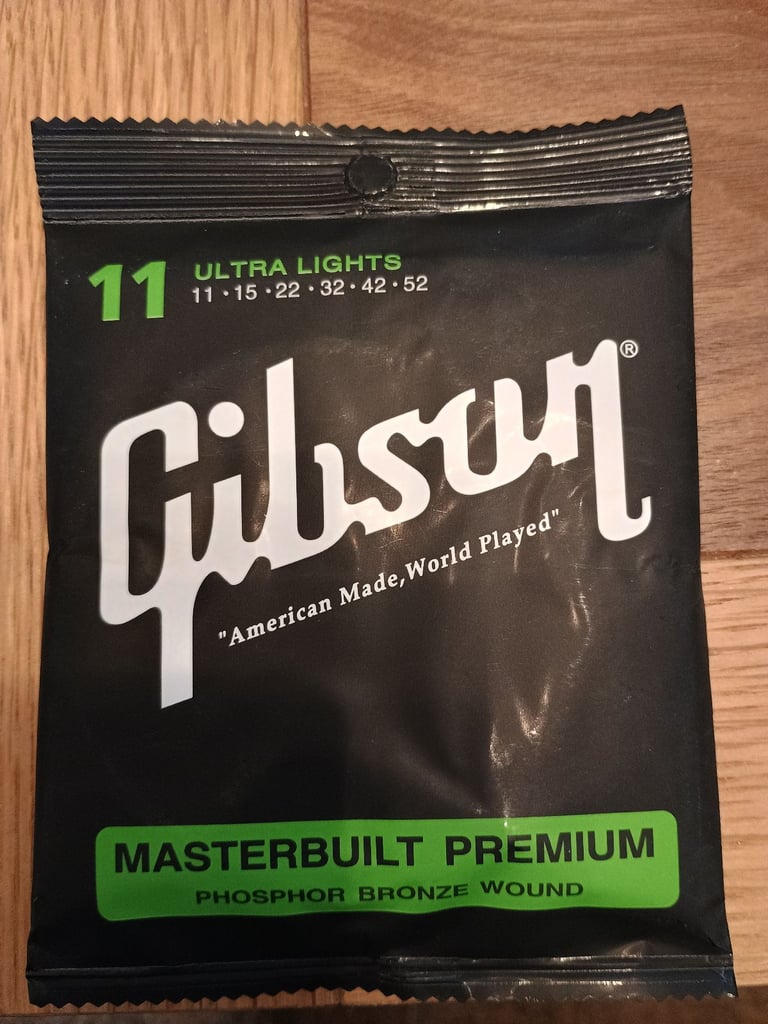 11
ULTRA LIGHTS
11 · 15 · 22 · 32 · 42 · 52
Gibson®
"American Made, World Played"
MASTERBUILT PREMIUM
PHOSPHOR BRONZE WOUND